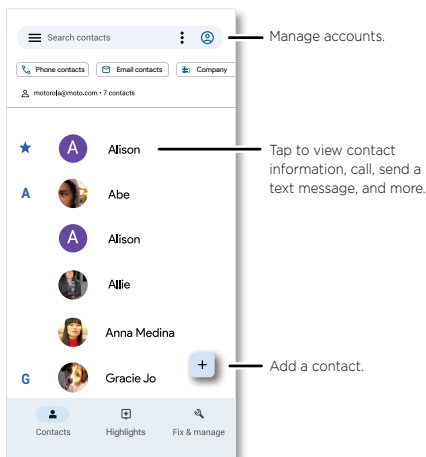 Search contacts
Manage accounts.
Phone contacts
Email contacts
Company
motorola@moto.com • 7 contacts
A
Alison
Tap to view contact
information, call, send a
text message, and more.
A
Abe
A
Alison
Allie
Anna Medina
+
Add a contact.
G
Gracie Jo
Contacts
Highlights
Fix & manage